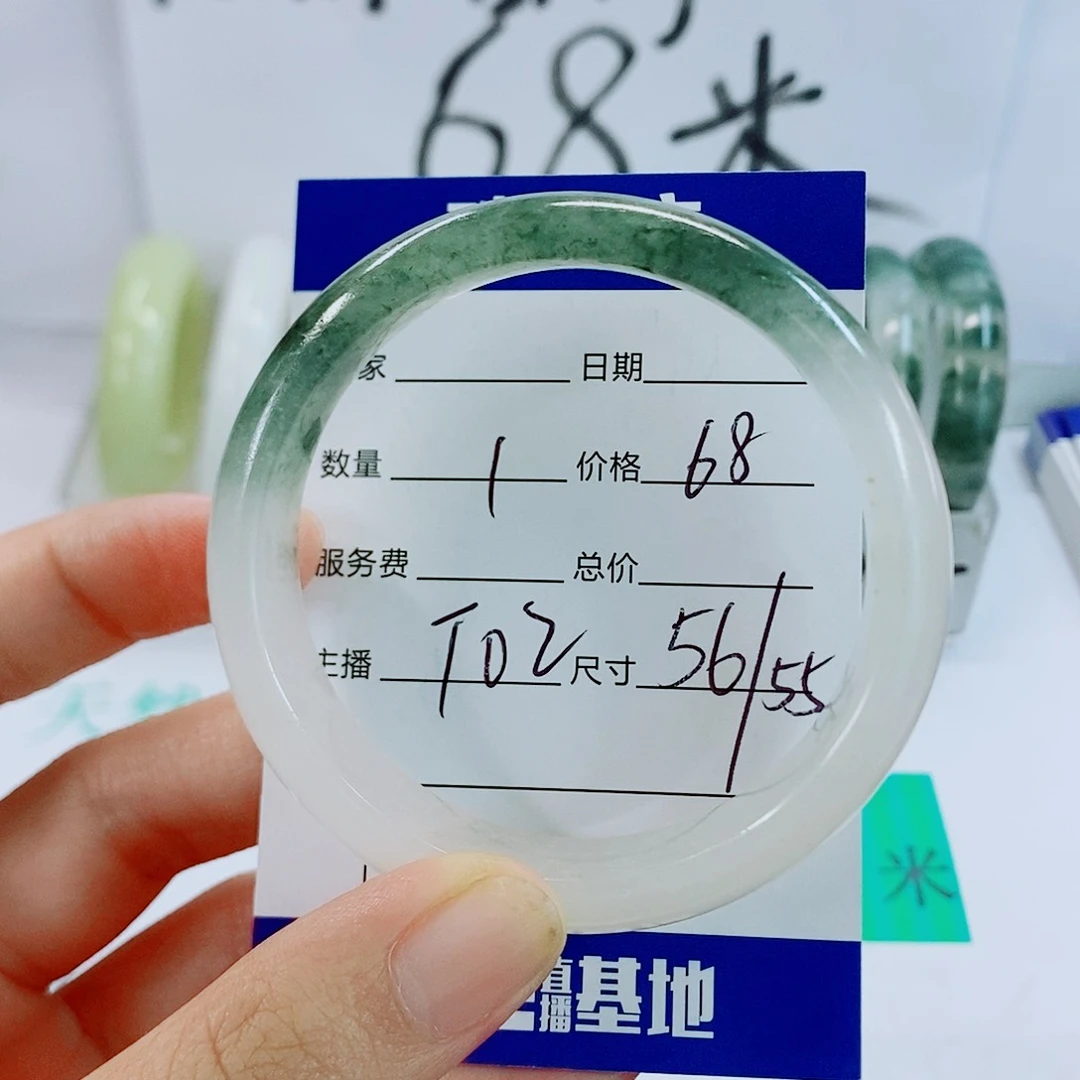 68米
家 日期
数量 1 价格 68
服务费 总价
主播 T02 尺寸 56/55
米
直播基地